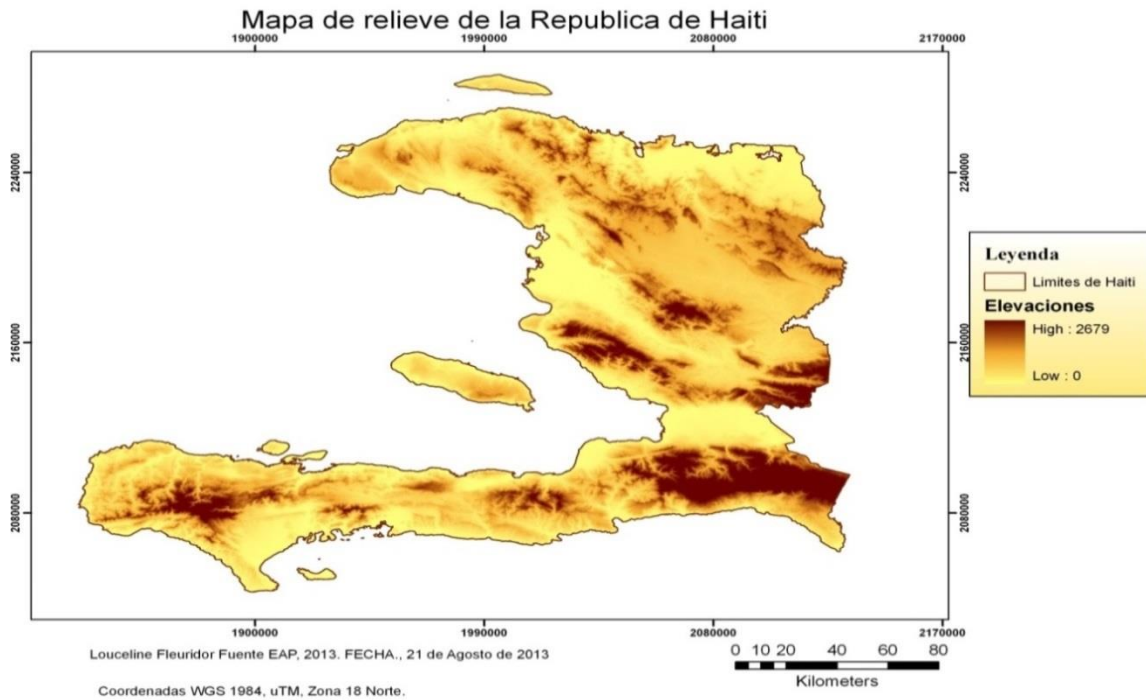 Mapa de relieve de la Republica de Haiti
1900000 1990000 2080000 2170000
2240000 2240000
2160000 2160000
2080000 2080000
Leyenda
Limites de Haiti
Elevaciones
High : 2679
Low : 0
1900000 1990000 2080000 2170000
Louceline Fleuridor Fuente EAP, 2013. FECHA., 21 de Agosto de 2013
0 10 20 40 60 80
Kilometers
Coordenadas WGS 1984, uTM, Zona 18 Norte.